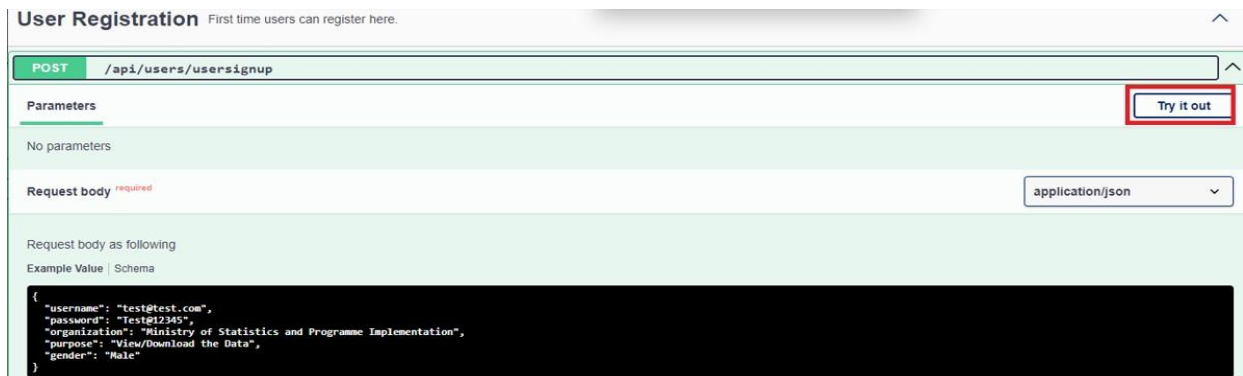 User Registration First time users can register here.
POST /api/users/usersignup
Parameters
Try it out
No parameters
Request body required
application/json
Request body as following
Example Value | Schema
{
"username": "test@test.com",
"password": "Test@12345",
"organization": "Ministry of Statistics and Programme Implementation",
"purpose": "View/Download the Data",
"gender": "Male"
}